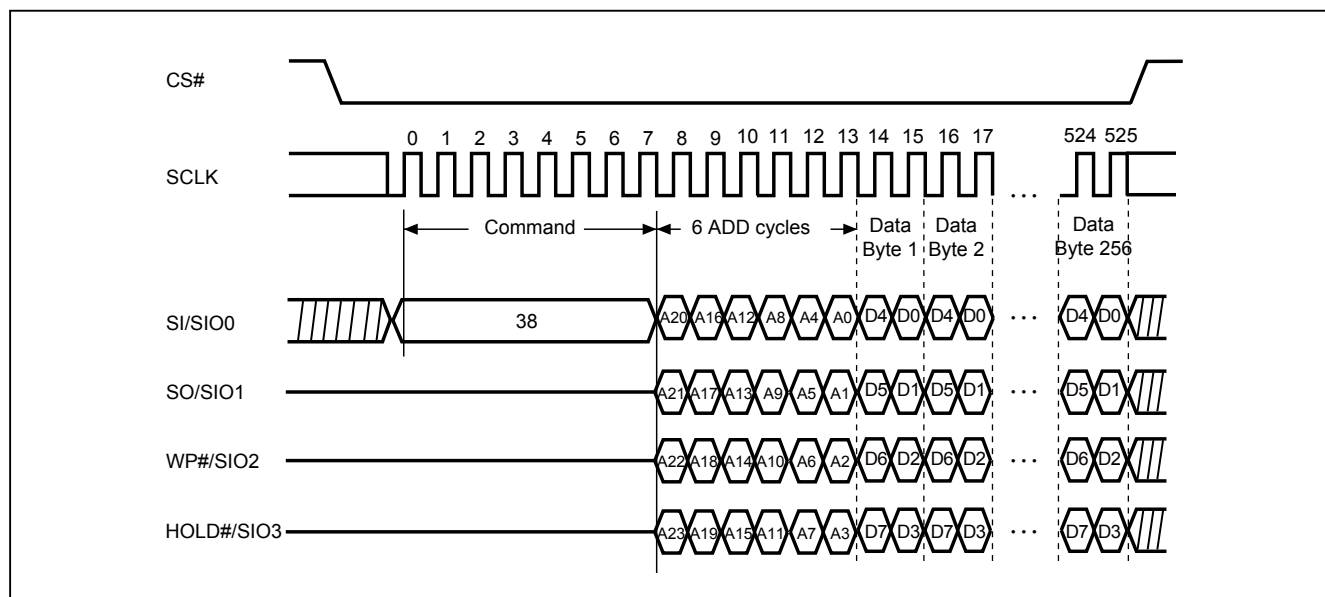 CS#
0 1 2 3 4 5 6 7 8 9 10 11 12 13 14 15 16 17 524 525
SCLK
...
Command 6 ADD cycles Data Byte 1 Data Byte 2 Data Byte 256
SI/SIO0 38 A20 A16 A12 A8 A4 A0 D4 D0 D4 D0 ... D4 D0
SO/SIO1 A21 A17 A13 A9 A5 A1 D5 D1 D5 D1 ... D5 D1
WP#/SIO2 A22 A18 A14 A10 A6 A2 D6 D2 D6 D2 ... D6 D2
HOLD#/SIO3 A23 A19 A15 A11 A7 A3 D7 D3 D7 D3 ... D7 D3